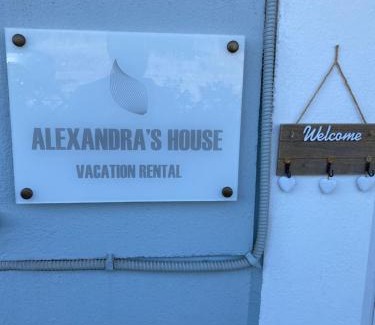 ALEXANDRA'S HOUSE
VACATION RENTAL
Welcome